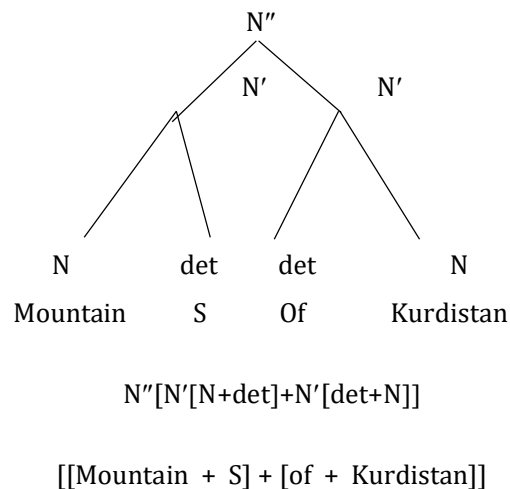 N″
N′ N′
N det det N
Mountain S Of Kurdistan
N″[N′[N+det]+N′[det+N]]
[[Mountain + S] + [of + Kurdistan]]